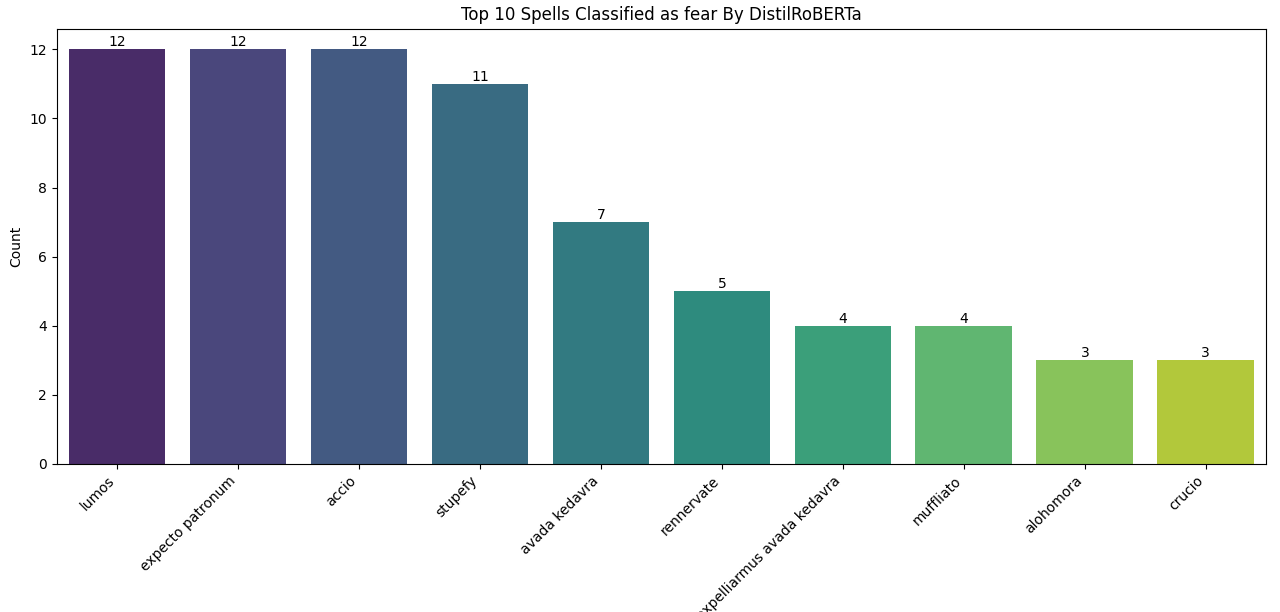 Top 10 Spells Classified as fear By DistilRoBERTa
Count
12
10
8
6
4
2
0
12
12
12
11
7
5
4
4
3
3
lumos
expecto patronum
accio
stupefy
avada kedavra
rennervate
expelliarmus avada kedavra
muffliato
alohomora
crucio